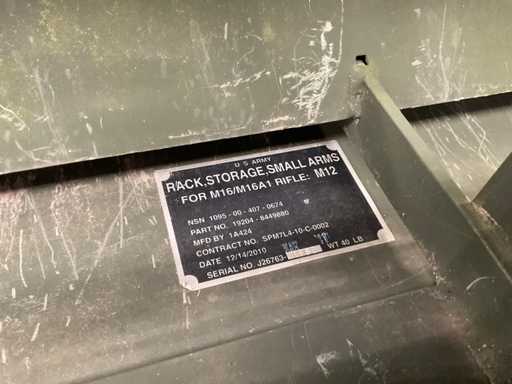 U S ARMY
RACK,STORAGE,SMALL ARMS
FOR M16/M16A1 RIFLE: M12
NSN 1095-00-407-0674
PART NO. 19204-8449880
MFD BY 1A424
CONTRACT NO. SPM7L4-10-C-0002
DATE 12/14/2010
SERIAL NO. J26763- WT 40 LB.